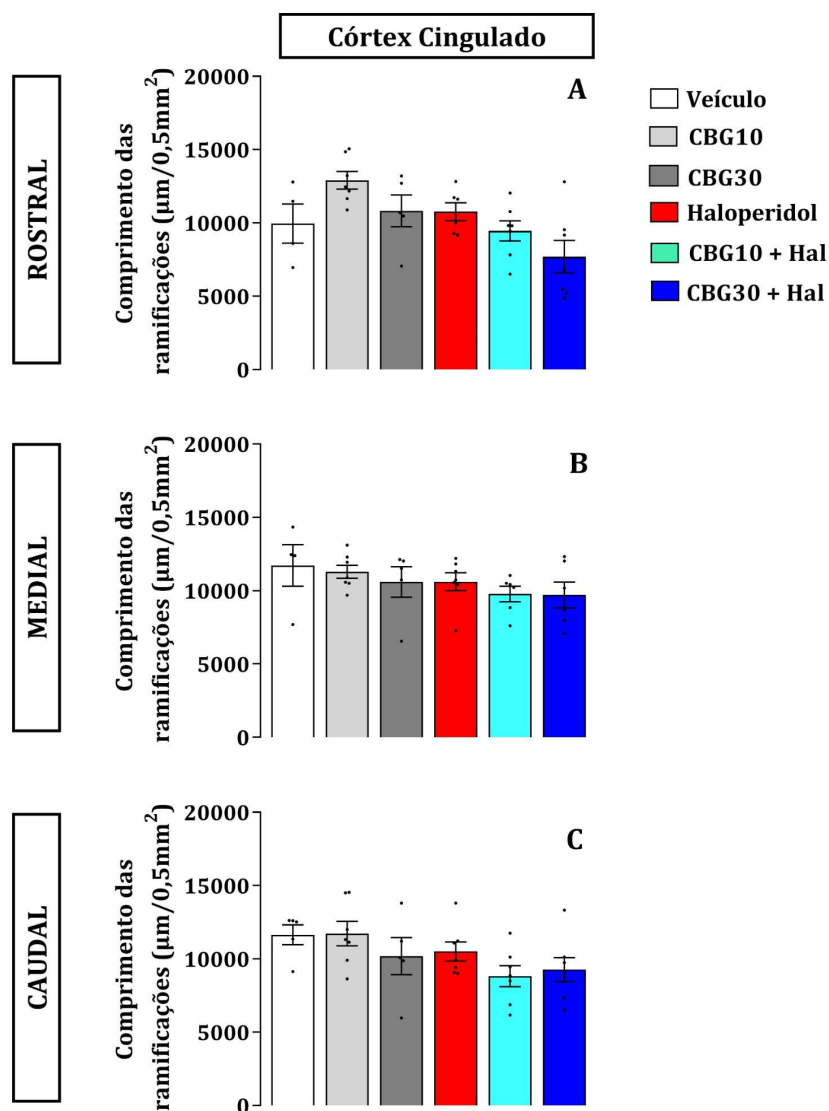 Córtex Cingulado
ROSTRAL
Comprimento das
ramificações (µm/0,5mm²)
20000
15000
10000
5000
0
A
Veículo
CBG10
CBG30
Haloperidol
CBG10 + Hal
CBG30 + Hal
MEDIAL
Comprimento das
ramificações (µm/0,5mm²)
20000
15000
10000
5000
0
B
CAUDAL
Comprimento das
ramificações (µm/0,5mm²)
20000
15000
10000
5000
0
C